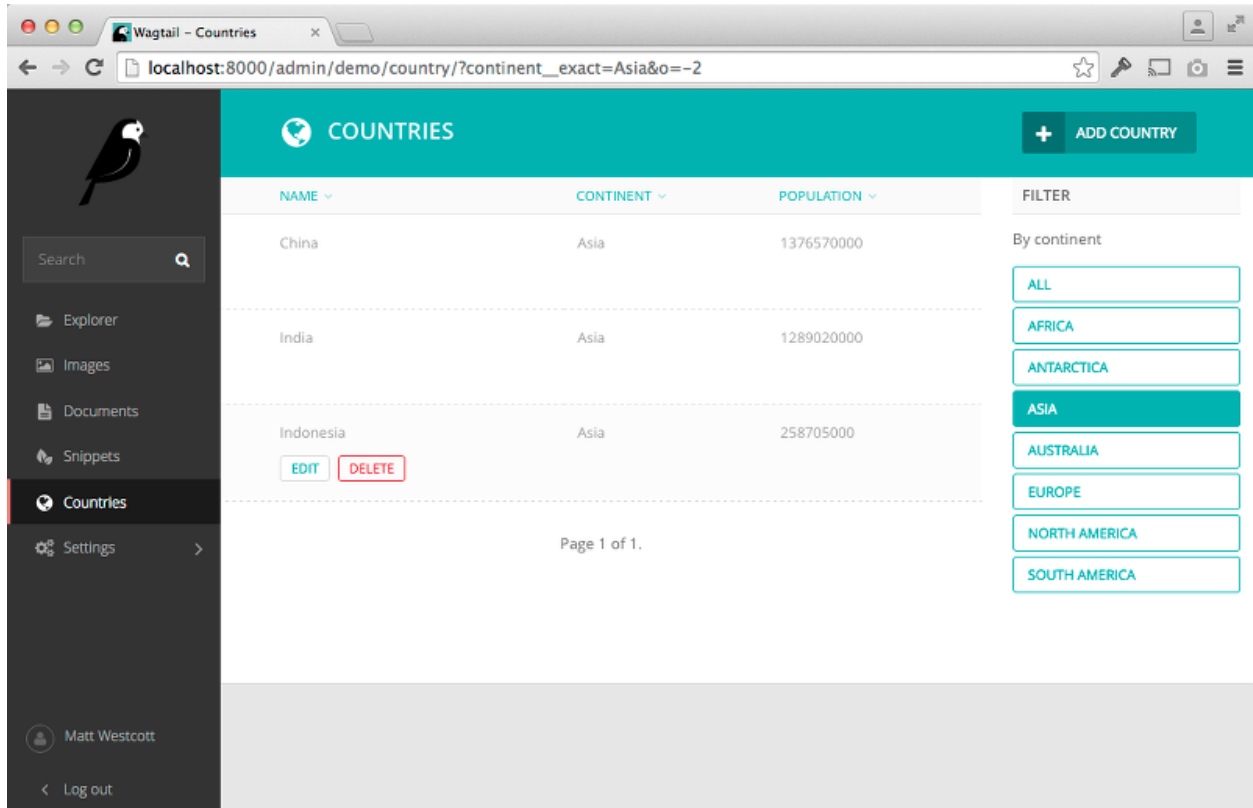 Wagtail – Countries
localhost:8000/admin/demo/country/?continent__exact=Asia&o=-2
Search
Explorer
Images
Documents
Snippets
Countries
Settings
Matt Westcott
Log out
COUNTRIES
ADD COUNTRY
NAME CONTINENT POPULATION
China Asia 1376570000
India Asia 1289020000
Indonesia Asia 258705000
EDIT DELETE
Page 1 of 1.
FILTER
By continent
ALL
AFRICA
ANTARCTICA
ASIA
AUSTRALIA
EUROPE
NORTH AMERICA
SOUTH AMERICA